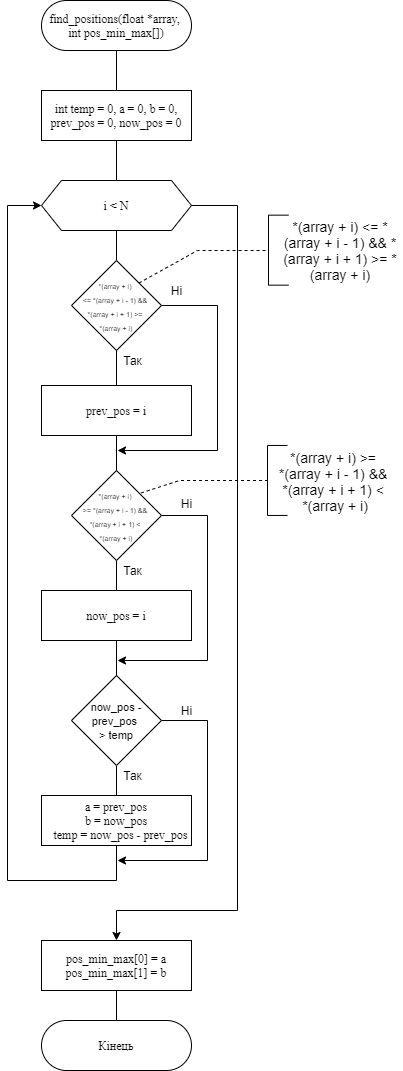 find_positions(float *array,
int pos_min_max[])
int temp = 0, a = 0, b = 0,
prev_pos = 0, now_pos = 0
i < N
*(array + i)
<= *(array + i - 1) &&
*(array + i + 1) >=
*(array + i)
Ні
*(array + i) <= *
(array + i - 1) && *
(array + i + 1) >= *
(array + i)
Так
prev_pos = i
*(array + i)
>= *(array + i - 1) &&
*(array + i + 1) <
*(array + i)
Ні
*(array + i) >=
*(array + i - 1) &&
*(array + i + 1) <
*(array + i)
Так
now_pos = i
now_pos -
prev_pos
> temp
Ні
Так
a = prev_pos
b = now_pos
temp = now_pos - prev_pos
pos_min_max[0] = a
pos_min_max[1] = b
Кінець